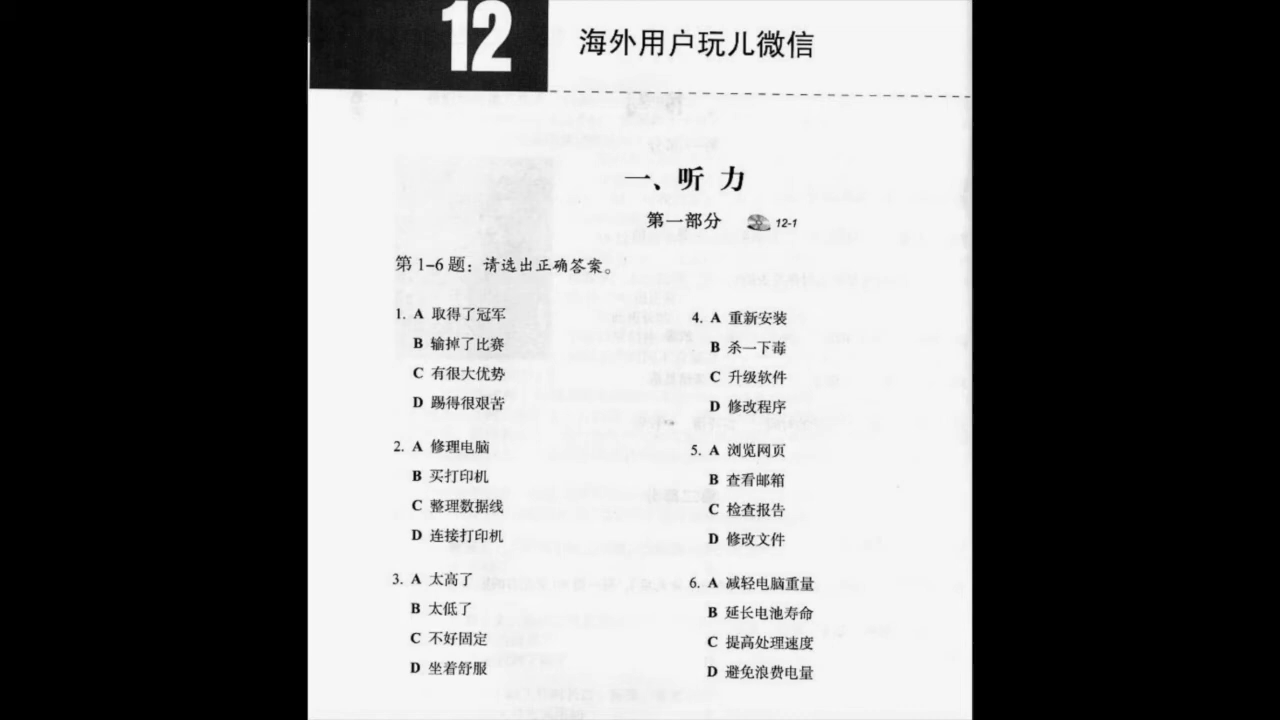 12
海外用户玩儿微信
一、听 力
第一部分 12-1
第1-6题：请选出正确答案。
1. A 取得了冠军
B 输掉了比赛
C 有很大优势
D 踢得很艰苦
2. A 修理电脑
B 买打印机
C 整理数据线
D 连接打印机
3. A 太高了
B 太低了
C 不好固定
D 坐着舒服
4. A 重新安装
B 杀一下毒
C 升级软件
D 修改程序
5. A 浏览网页
B 查看邮箱
C 检查报告
D 修改文件
6. A 减轻电脑重量
B 延长电池寿命
C 提高处理速度
D 避免浪费电量